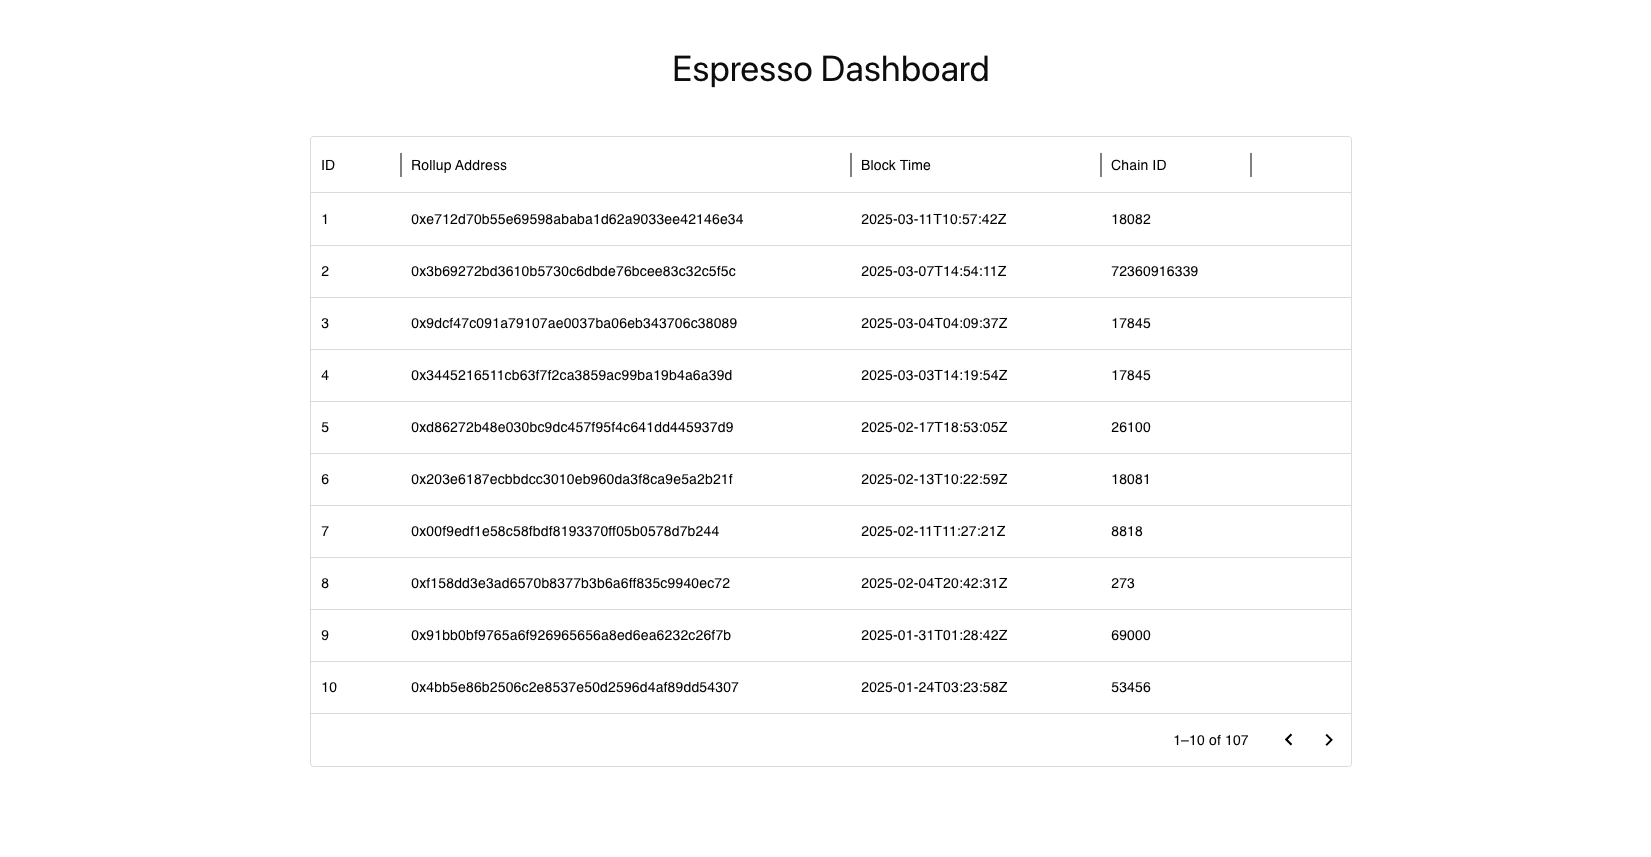 Espresso Dashboard
ID Rollup Address Block Time Chain ID
1 0xe712d70b55e69598ababa1d62a9033ee42146e34 2025-03-11T10:57:42Z 18082
2 0x3b69272bd3610b5730c6dbde76bcee83c32c5f5c 2025-03-07T14:54:11Z 72360916339
3 0x9dcf47c091a79107ae0037ba06eb343706c38089 2025-03-04T04:09:37Z 17845
4 0x3445216511cb63f7f2ca3859ac99ba19b4a6a39d 2025-03-03T14:19:54Z 17845
5 0xd86272b48e030bc9dc457f95f4c641dd445937d9 2025-02-17T18:53:05Z 26100
6 0x203e6187ecbbdcc3010eb960da3f8ca9e5a2b21f 2025-02-13T10:22:59Z 18081
7 0x00f9edf1e58c58fbdf8193370ff05b0578d7b244 2025-02-11T11:27:21Z 8818
8 0xf158dd3e3ad6570b8377b3b6a6ff835c9940ec72 2025-02-04T20:42:31Z 273
9 0x91bb0bf9765a6f926965656a8ed6ea6232c26f7b 2025-01-31T01:28:42Z 69000
10 0x4bb5e86b2506c2e8537e50d2596d4af89dd54307 2025-01-24T03:23:58Z 53456
1–10 of 107